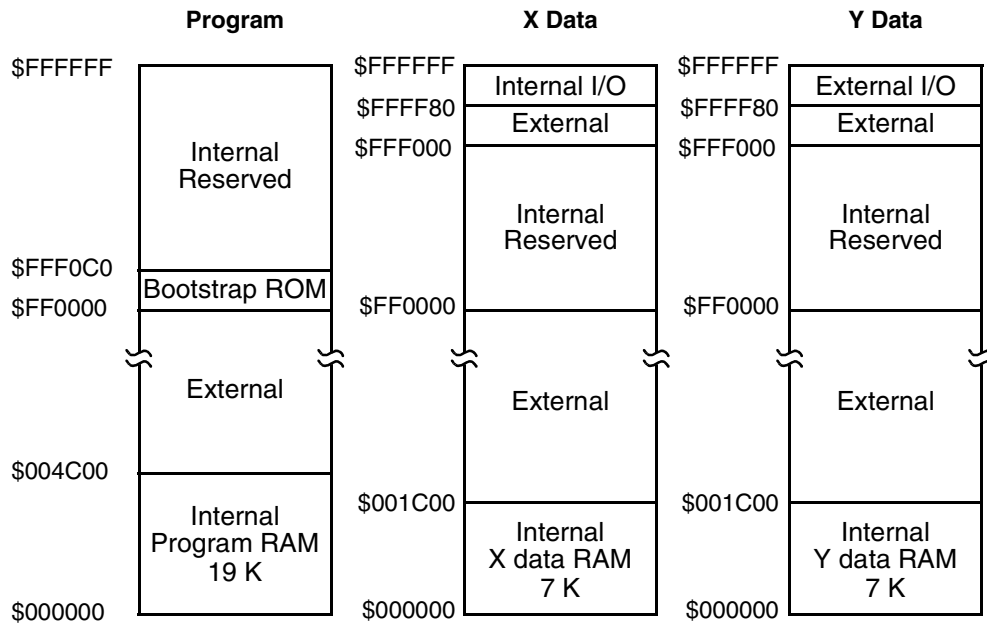 Program
$FFFFFF
Internal
Reserved
$FFF0C0
Bootstrap ROM
$FF0000
External
$004C00
Internal
Program RAM
19 K
$000000
X Data
$FFFFFF
Internal I/O
$FFFF80
External
$FFF000
Internal
Reserved
$FF0000
External
$001C00
Internal
X data RAM
7 K
$000000
Y Data
$FFFFFF
External I/O
$FFFF80
External
$FFF000
Internal
Reserved
$FF0000
External
$001C00
Internal
Y data RAM
7 K
$000000